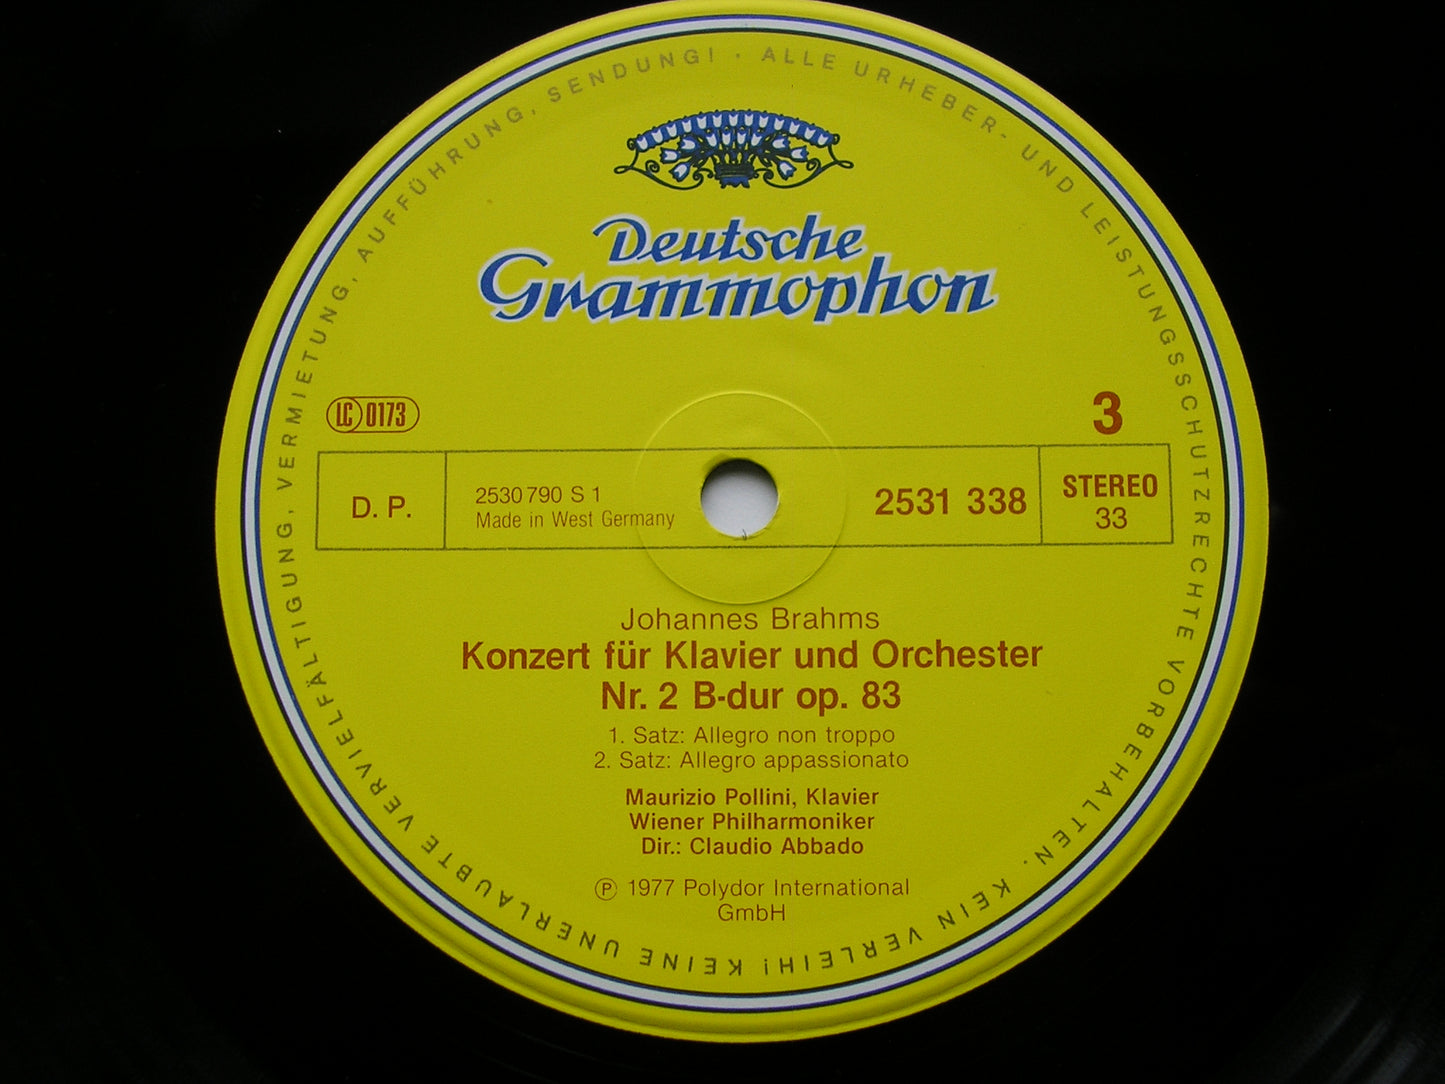 ALLE URHEBER- UND LEISTUNGSSCHUTZRECHTE VORBEHALTEN. KEIN VERLEIH! KEINE UNERLAUBTE VERVIELFÄLTIGUNG, VERMIETUNG, AUFFÜHRUNG, SENDUNG! ·
Deutsche
Grammophon
LC 0173
3
D. P.
2530 790 S 1
Made in West Germany
2531 338
STEREO
33
Johannes Brahms
Konzert für Klavier und Orchester
Nr. 2 B-dur op. 83
1. Satz: Allegro non troppo
2. Satz: Allegro appassionato
Maurizio Pollini, Klavier
Wiener Philharmoniker
Dir.: Claudio Abbado
℗ 1977 Polydor International
GmbH